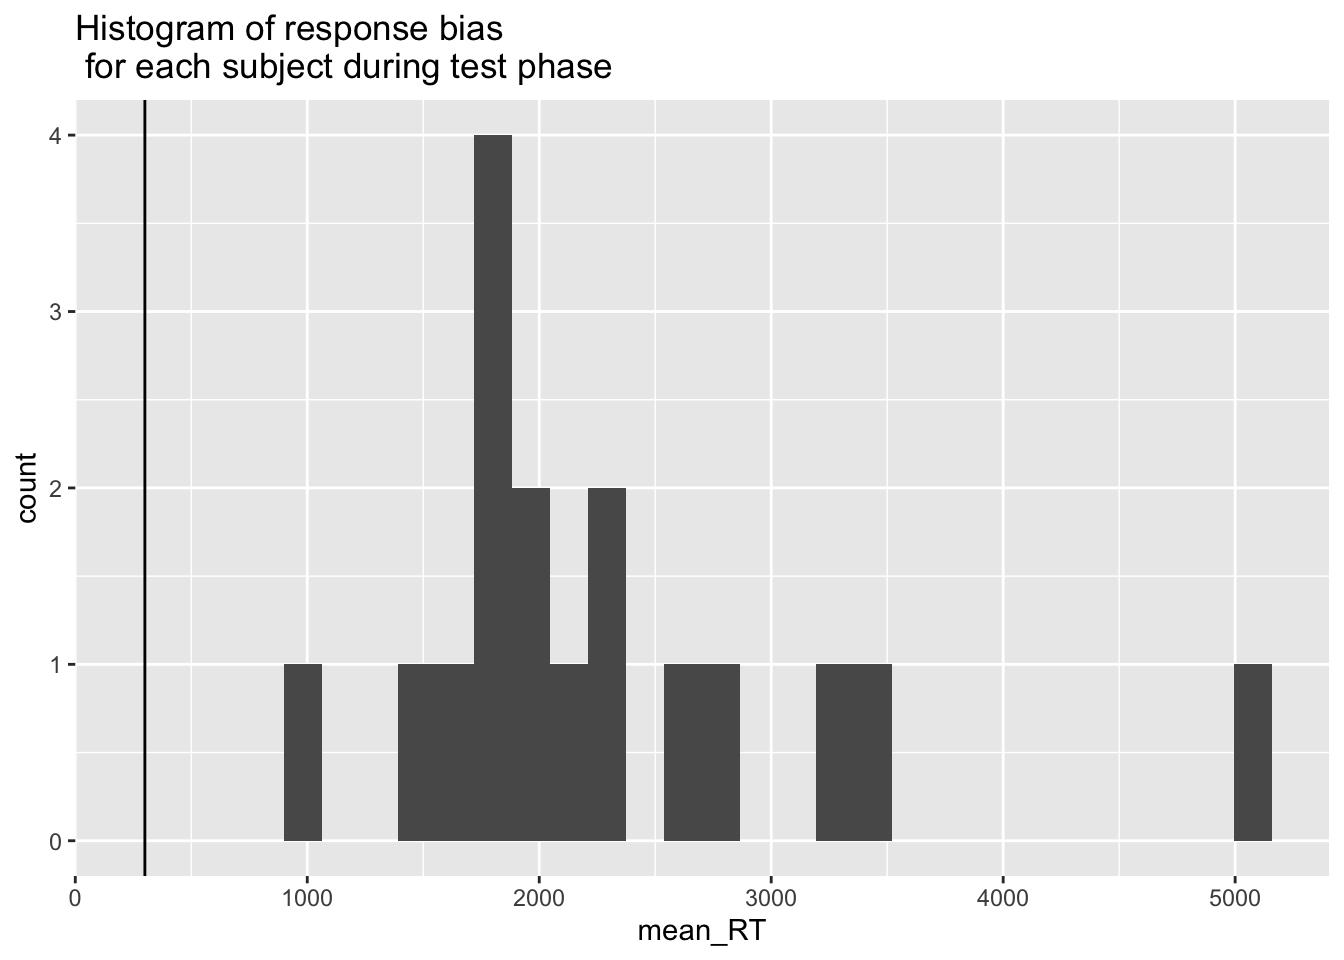 Histogram of response bias
for each subject during test phase
4
3
2
1
0
count
0 1000 2000 3000 4000 5000
mean_RT